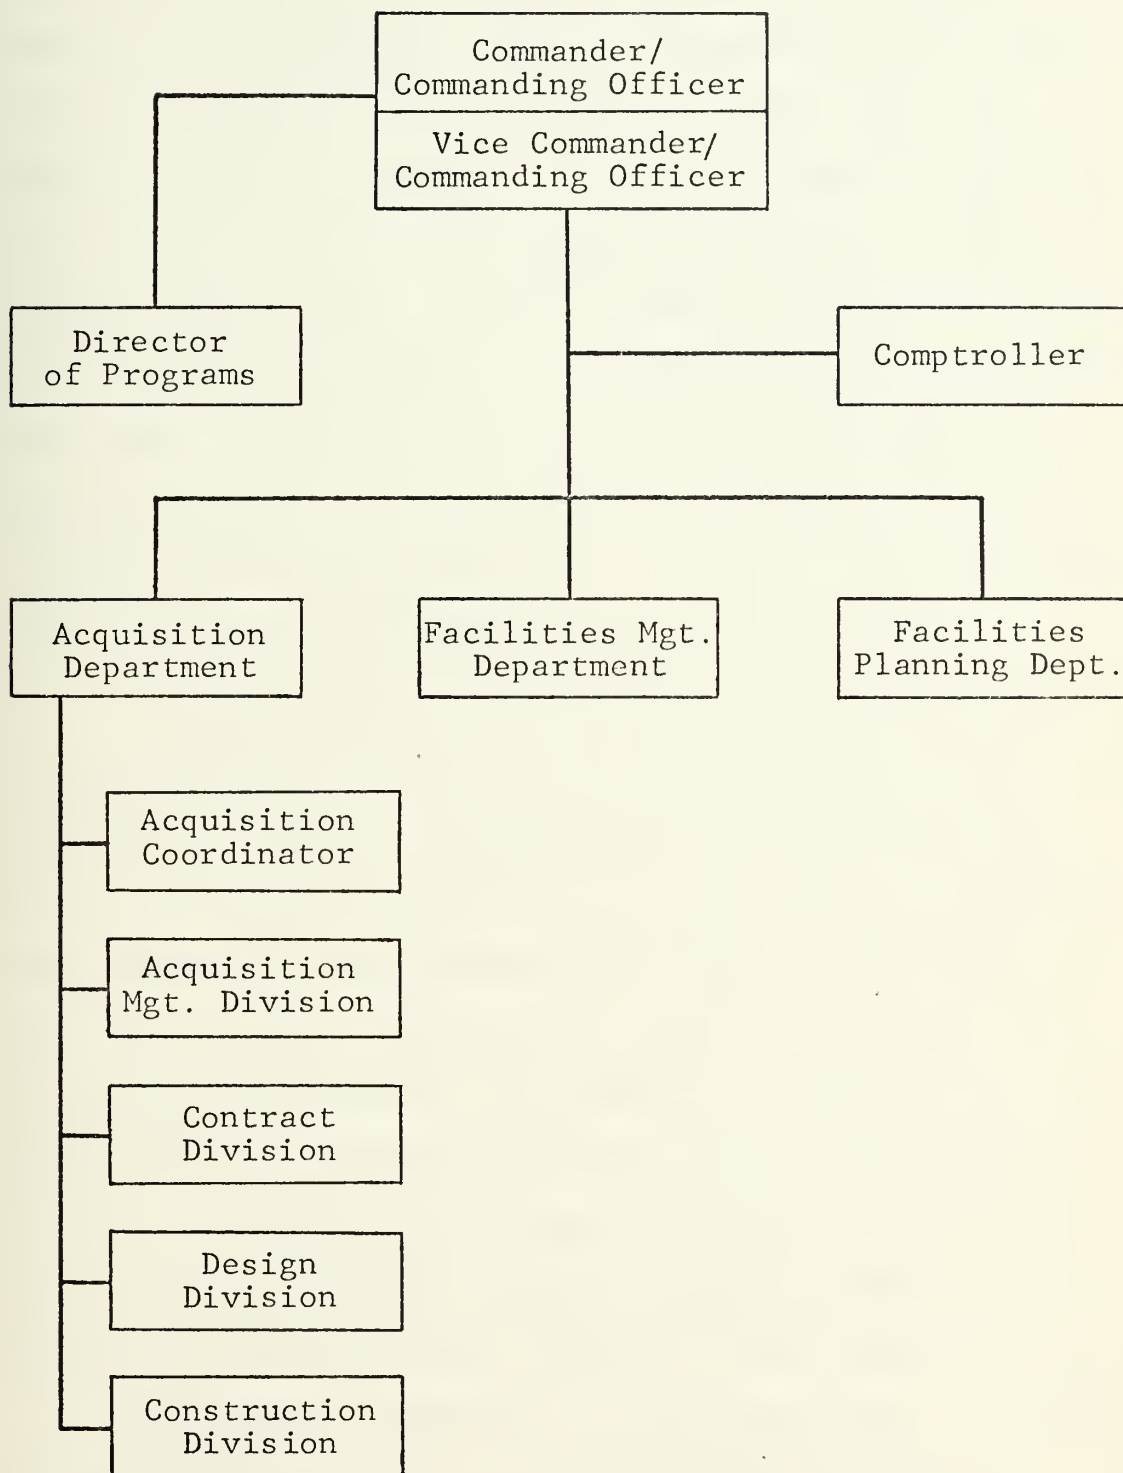 Commander/
Commanding Officer
Vice Commander/
Commanding Officer
Director
of Programs
Comptroller
Acquisition
Department
Facilities Mgt.
Department
Facilities
Planning Dept.
Acquisition
Coordinator
Acquisition
Mgt. Division
Contract
Division
Design
Division
Construction
Division